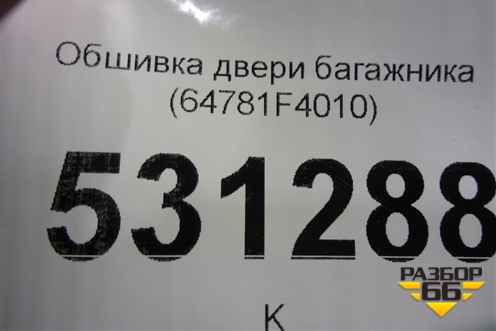 Обшивка двери багажника
(64781F4010)
531288
К
РАЗБОР
66